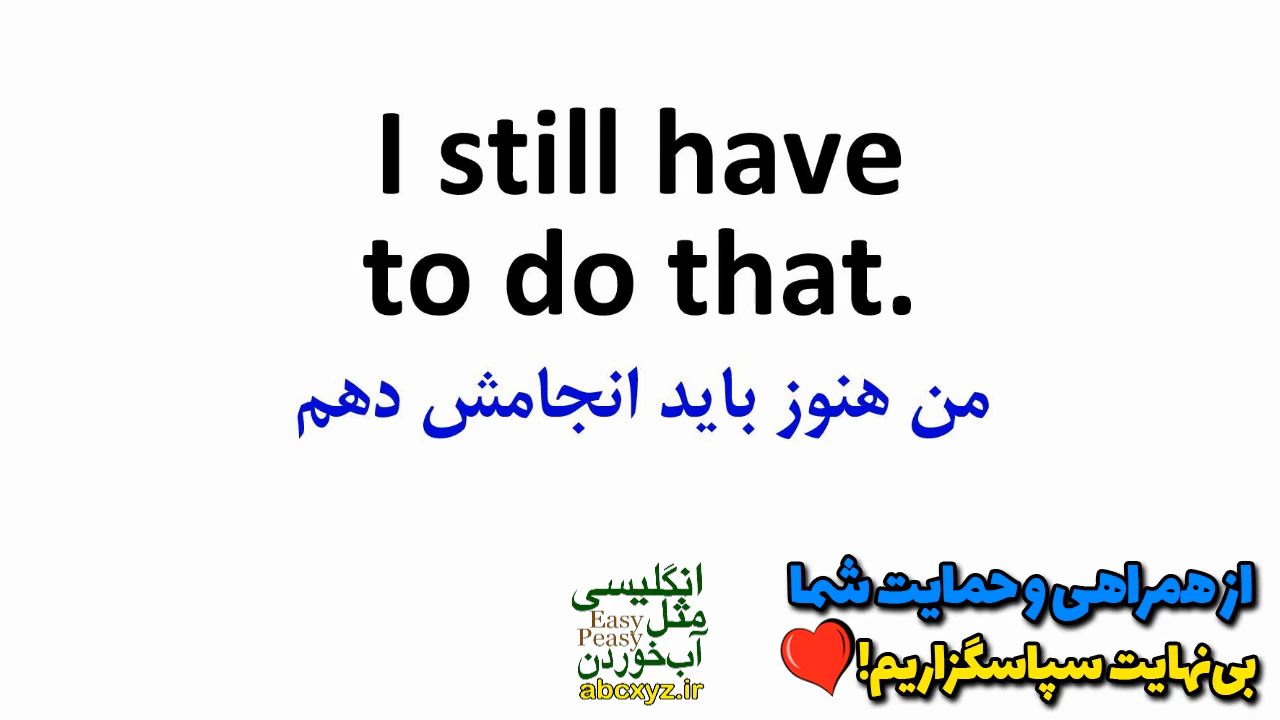 I still have
to do that.
من هنوز باید انجامش دهم
انگلیسی
مثل
Easy
Peasy
آب‌خوردن
abcxyz.ir
از همراهی و حمایت شما
بی‌نهایت سپاسگزاریم!